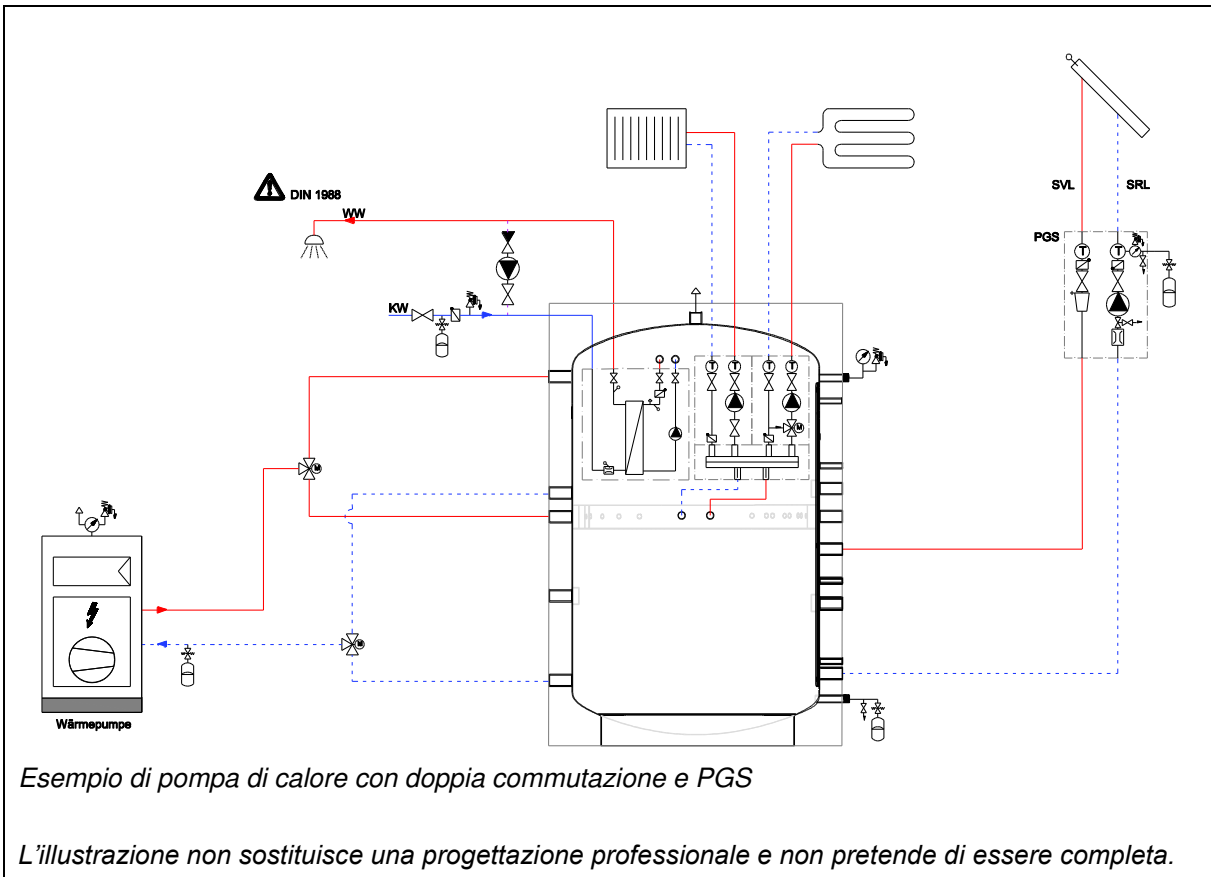 DIN 1988
WW
KW
SVL
SRL
PGS
T
T
T
T
T
T
M
M
M
Wärmepumpe
Esempio di pompa di calore con doppia commutazione e PGS
L'illustrazione non sostituisce una progettazione professionale e non pretende di essere completa.